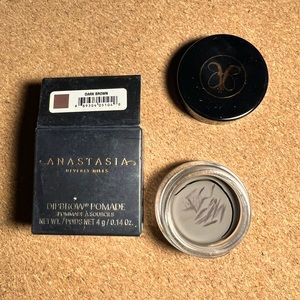 DARK BROWN
ANASTASIA
BEVERLY HILLS
DIPBROW® POMADE
POMMADE À SOURCILS
NET WT./ POIDS NET 4 g / 0.14 Oz.